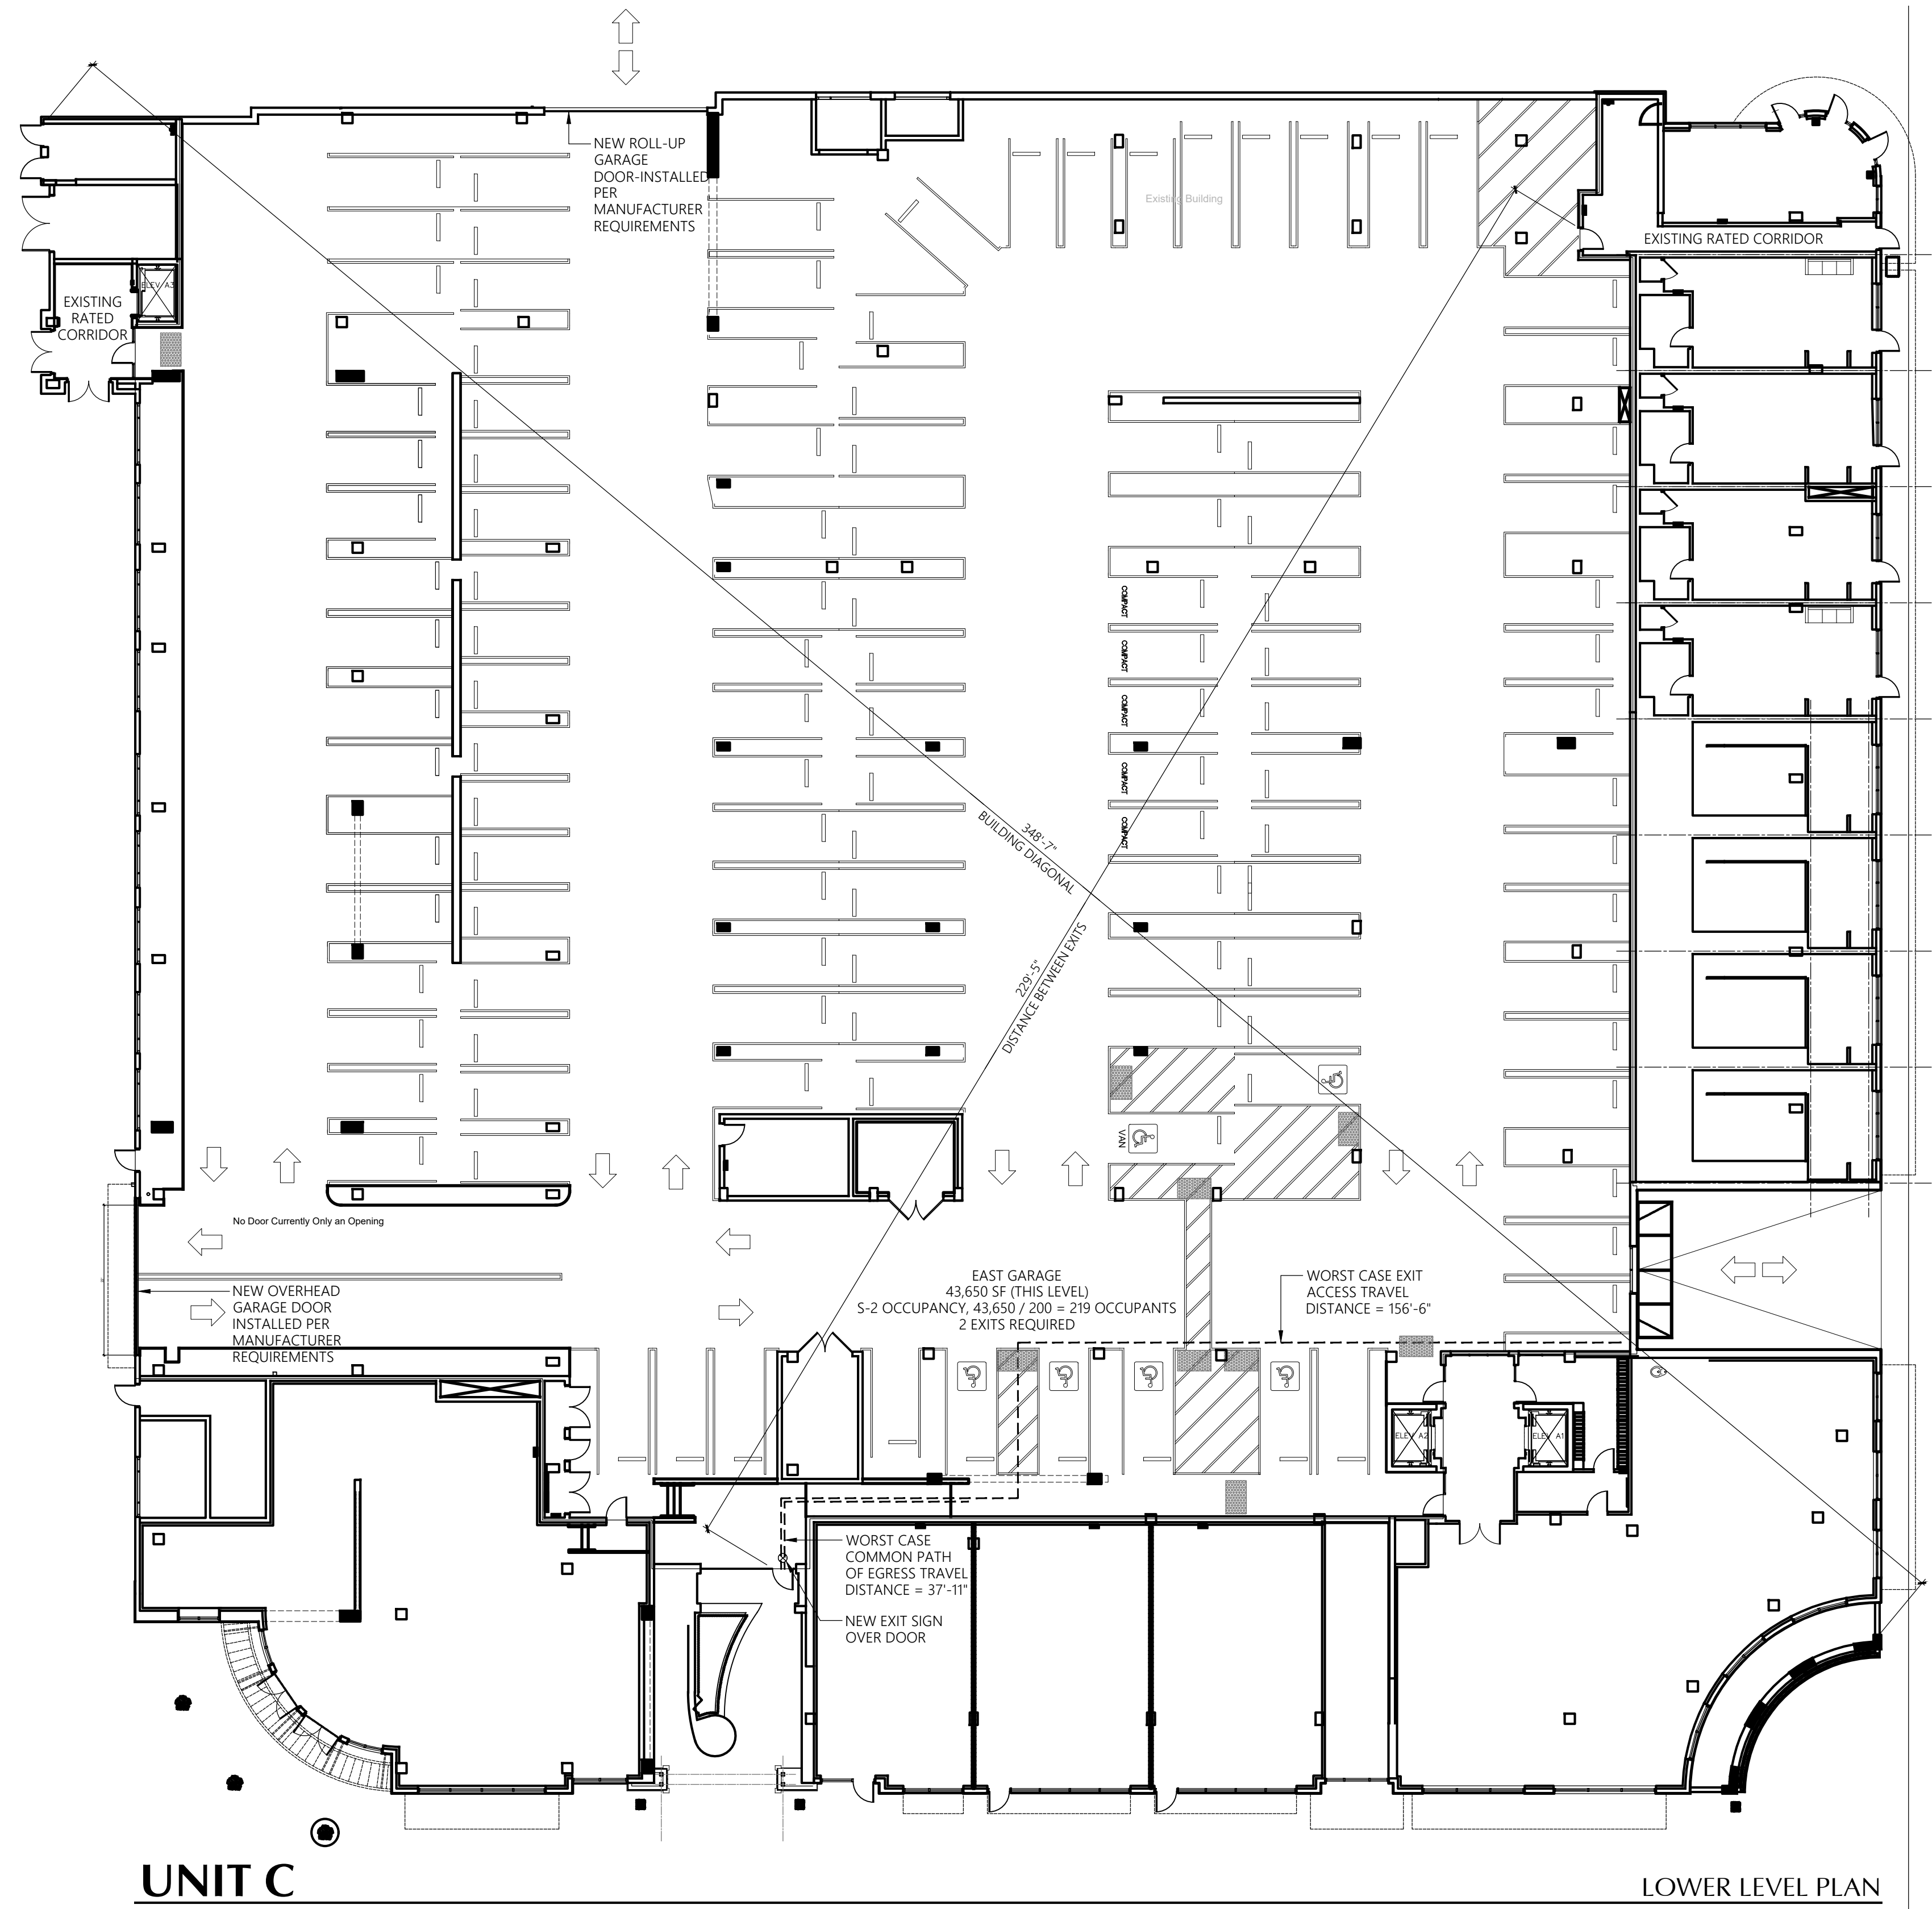 NEW ROLL-UP
GARAGE
DOOR-INSTALLED
PER
MANUFACTURER
REQUIREMENTS
Existing Building
EXISTING RATED CORRIDOR
ELEV A3
EXISTING
RATED
CORRIDOR
COMPACT
COMPACT
COMPACT
COMPACT
COMPACT
348'-7"
BUILDING DIAGONAL
229'-5"
DISTANCE BETWEEN EXITS
VAN
No Door Currently Only an Opening
NEW OVERHEAD
GARAGE DOOR
INSTALLED PER
MANUFACTURER
REQUIREMENTS
EAST GARAGE
43,650 SF (THIS LEVEL)
S-2 OCCUPANCY, 43,650 / 200 = 219 OCCUPANTS
2 EXITS REQUIRED
WORST CASE EXIT
ACCESS TRAVEL
DISTANCE = 156'-6"
ELEV A2
ELEV A1
WORST CASE
COMMON PATH
OF EGRESS TRAVEL
DISTANCE = 37'-11"
NEW EXIT SIGN
OVER DOOR
UNIT C
LOWER LEVEL PLAN